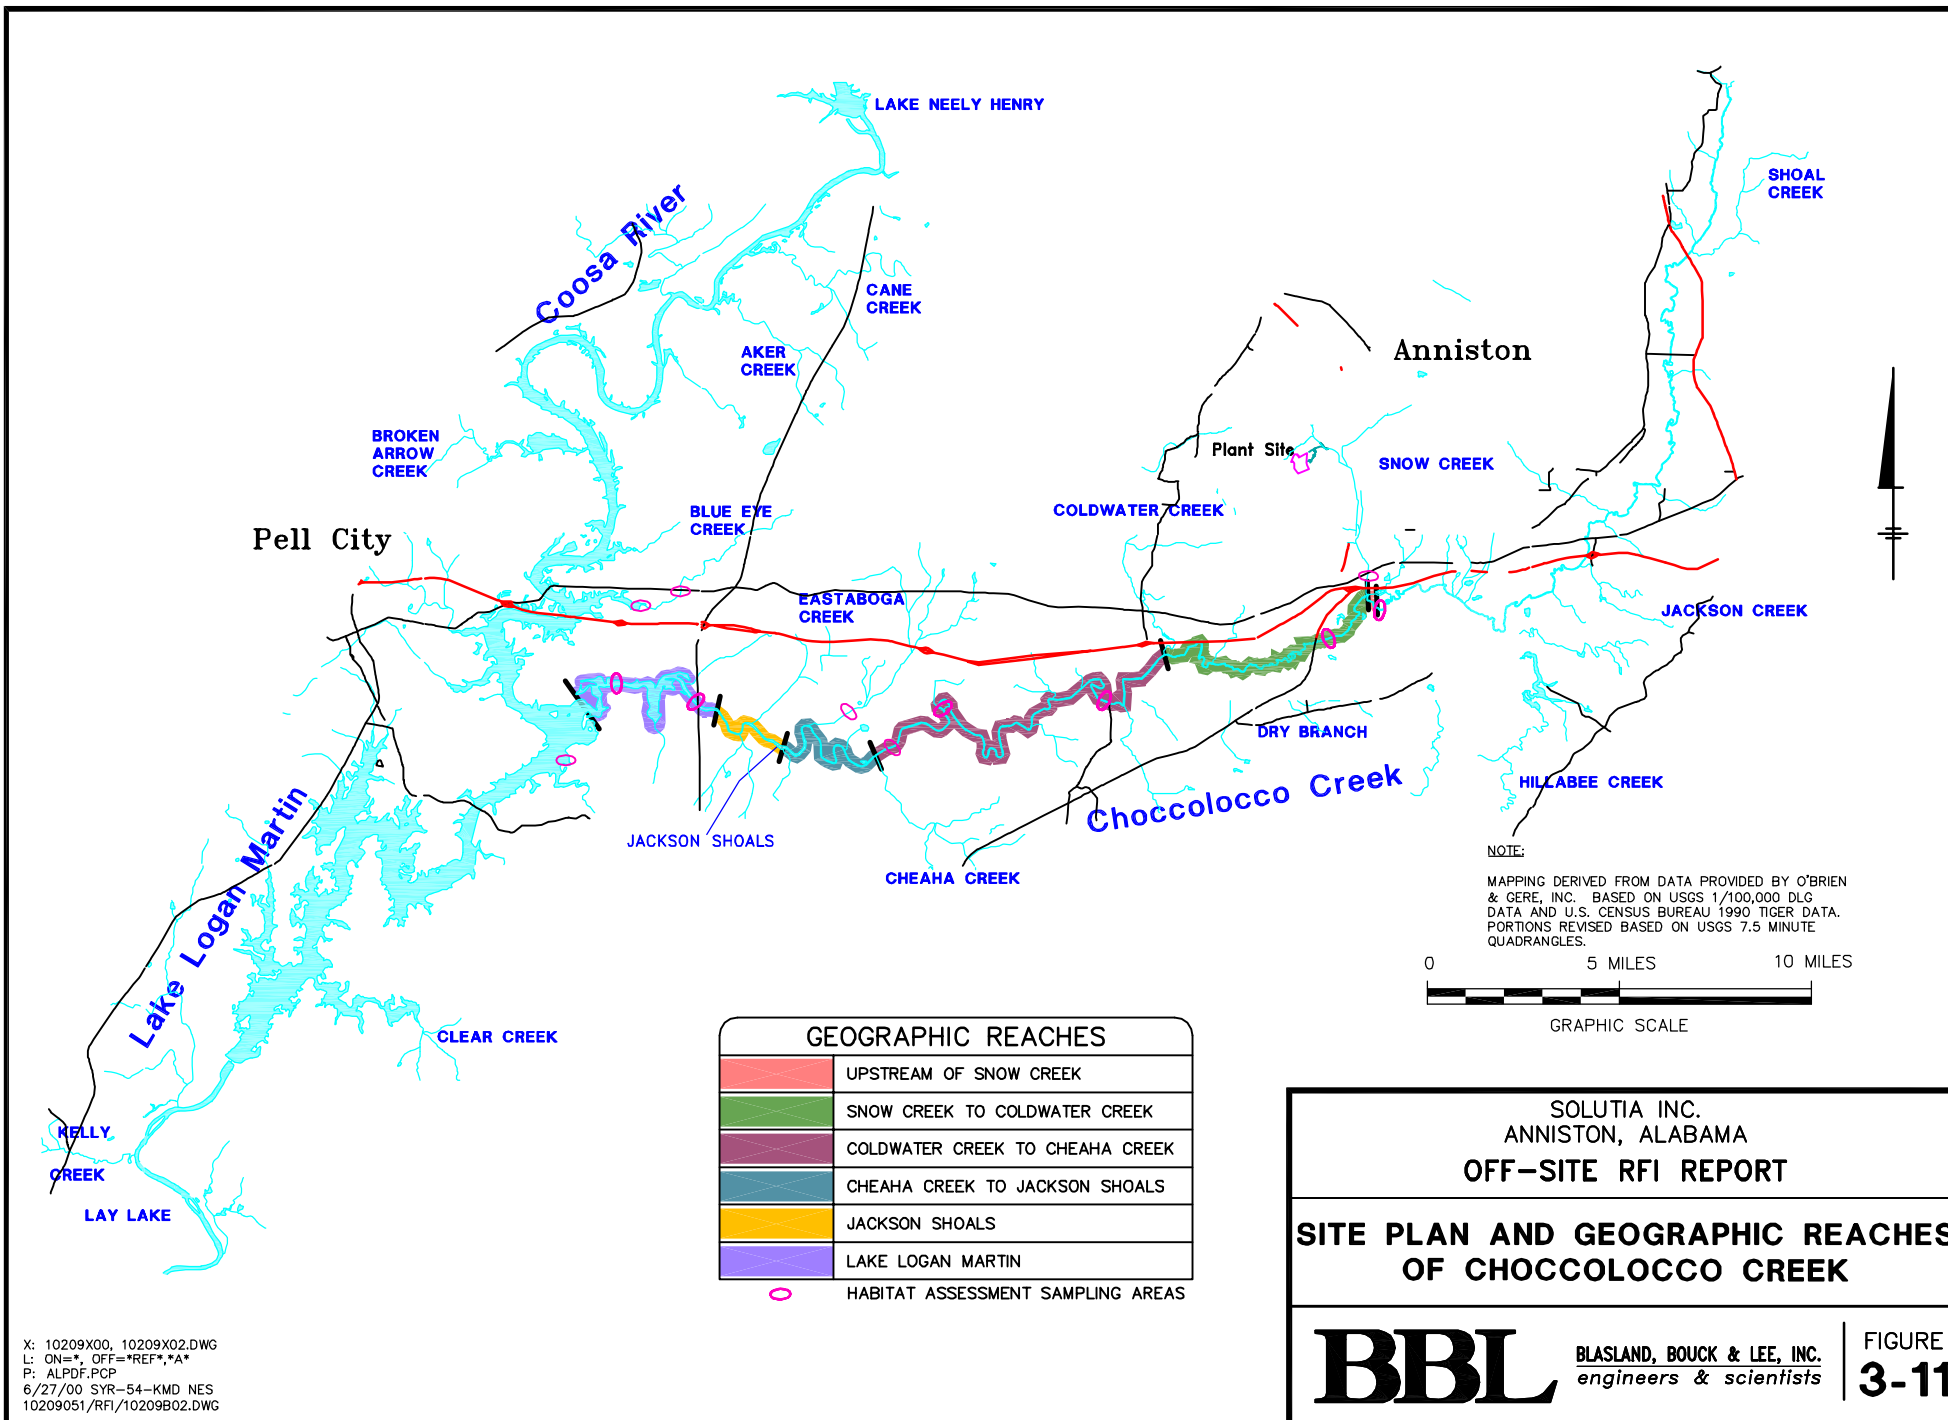 LAKE NEELY HENRY
SHOAL
CREEK
Coosa River
CANE
CREEK
AKER
CREEK
Anniston
BROKEN
ARROW
CREEK
Plant Site
SNOW CREEK
BLUE EYE
CREEK
COLDWATER CREEK
Pell City
EASTABOGA
CREEK
JACKSON CREEK
DRY BRANCH
HILLABEE CREEK
Choccolocco Creek
JACKSON SHOALS
CHEAHA CREEK
Lake Logan Martin
CLEAR CREEK
KELLY
CREEK
LAY LAKE
NOTE:
MAPPING DERIVED FROM DATA PROVIDED BY O'BRIEN
& GERE, INC. BASED ON USGS 1/100,000 DLG
DATA AND U.S. CENSUS BUREAU 1990 TIGER DATA.
PORTIONS REVISED BASED ON USGS 7.5 MINUTE
QUADRANGLES.
0 5 MILES 10 MILES
GRAPHIC SCALE
GEOGRAPHIC REACHES
UPSTREAM OF SNOW CREEK
SNOW CREEK TO COLDWATER CREEK
COLDWATER CREEK TO CHEAHA CREEK
CHEAHA CREEK TO JACKSON SHOALS
JACKSON SHOALS
LAKE LOGAN MARTIN
HABITAT ASSESSMENT SAMPLING AREAS
SOLUTIA INC.
ANNISTON, ALABAMA
OFF-SITE RFI REPORT
SITE PLAN AND GEOGRAPHIC REACHES
OF CHOCCOLOCCO CREEK
BBL
BLASLAND, BOUCK & LEE, INC.
engineers & scientists
FIGURE
3-11
X: 10209X00, 10209X02.DWG
L: ON=*, OFF=*REF*,*A*
P: ALPDF.PCP
6/27/00 SYR-54-KMD NES
10209051/RFI/10209B02.DWG